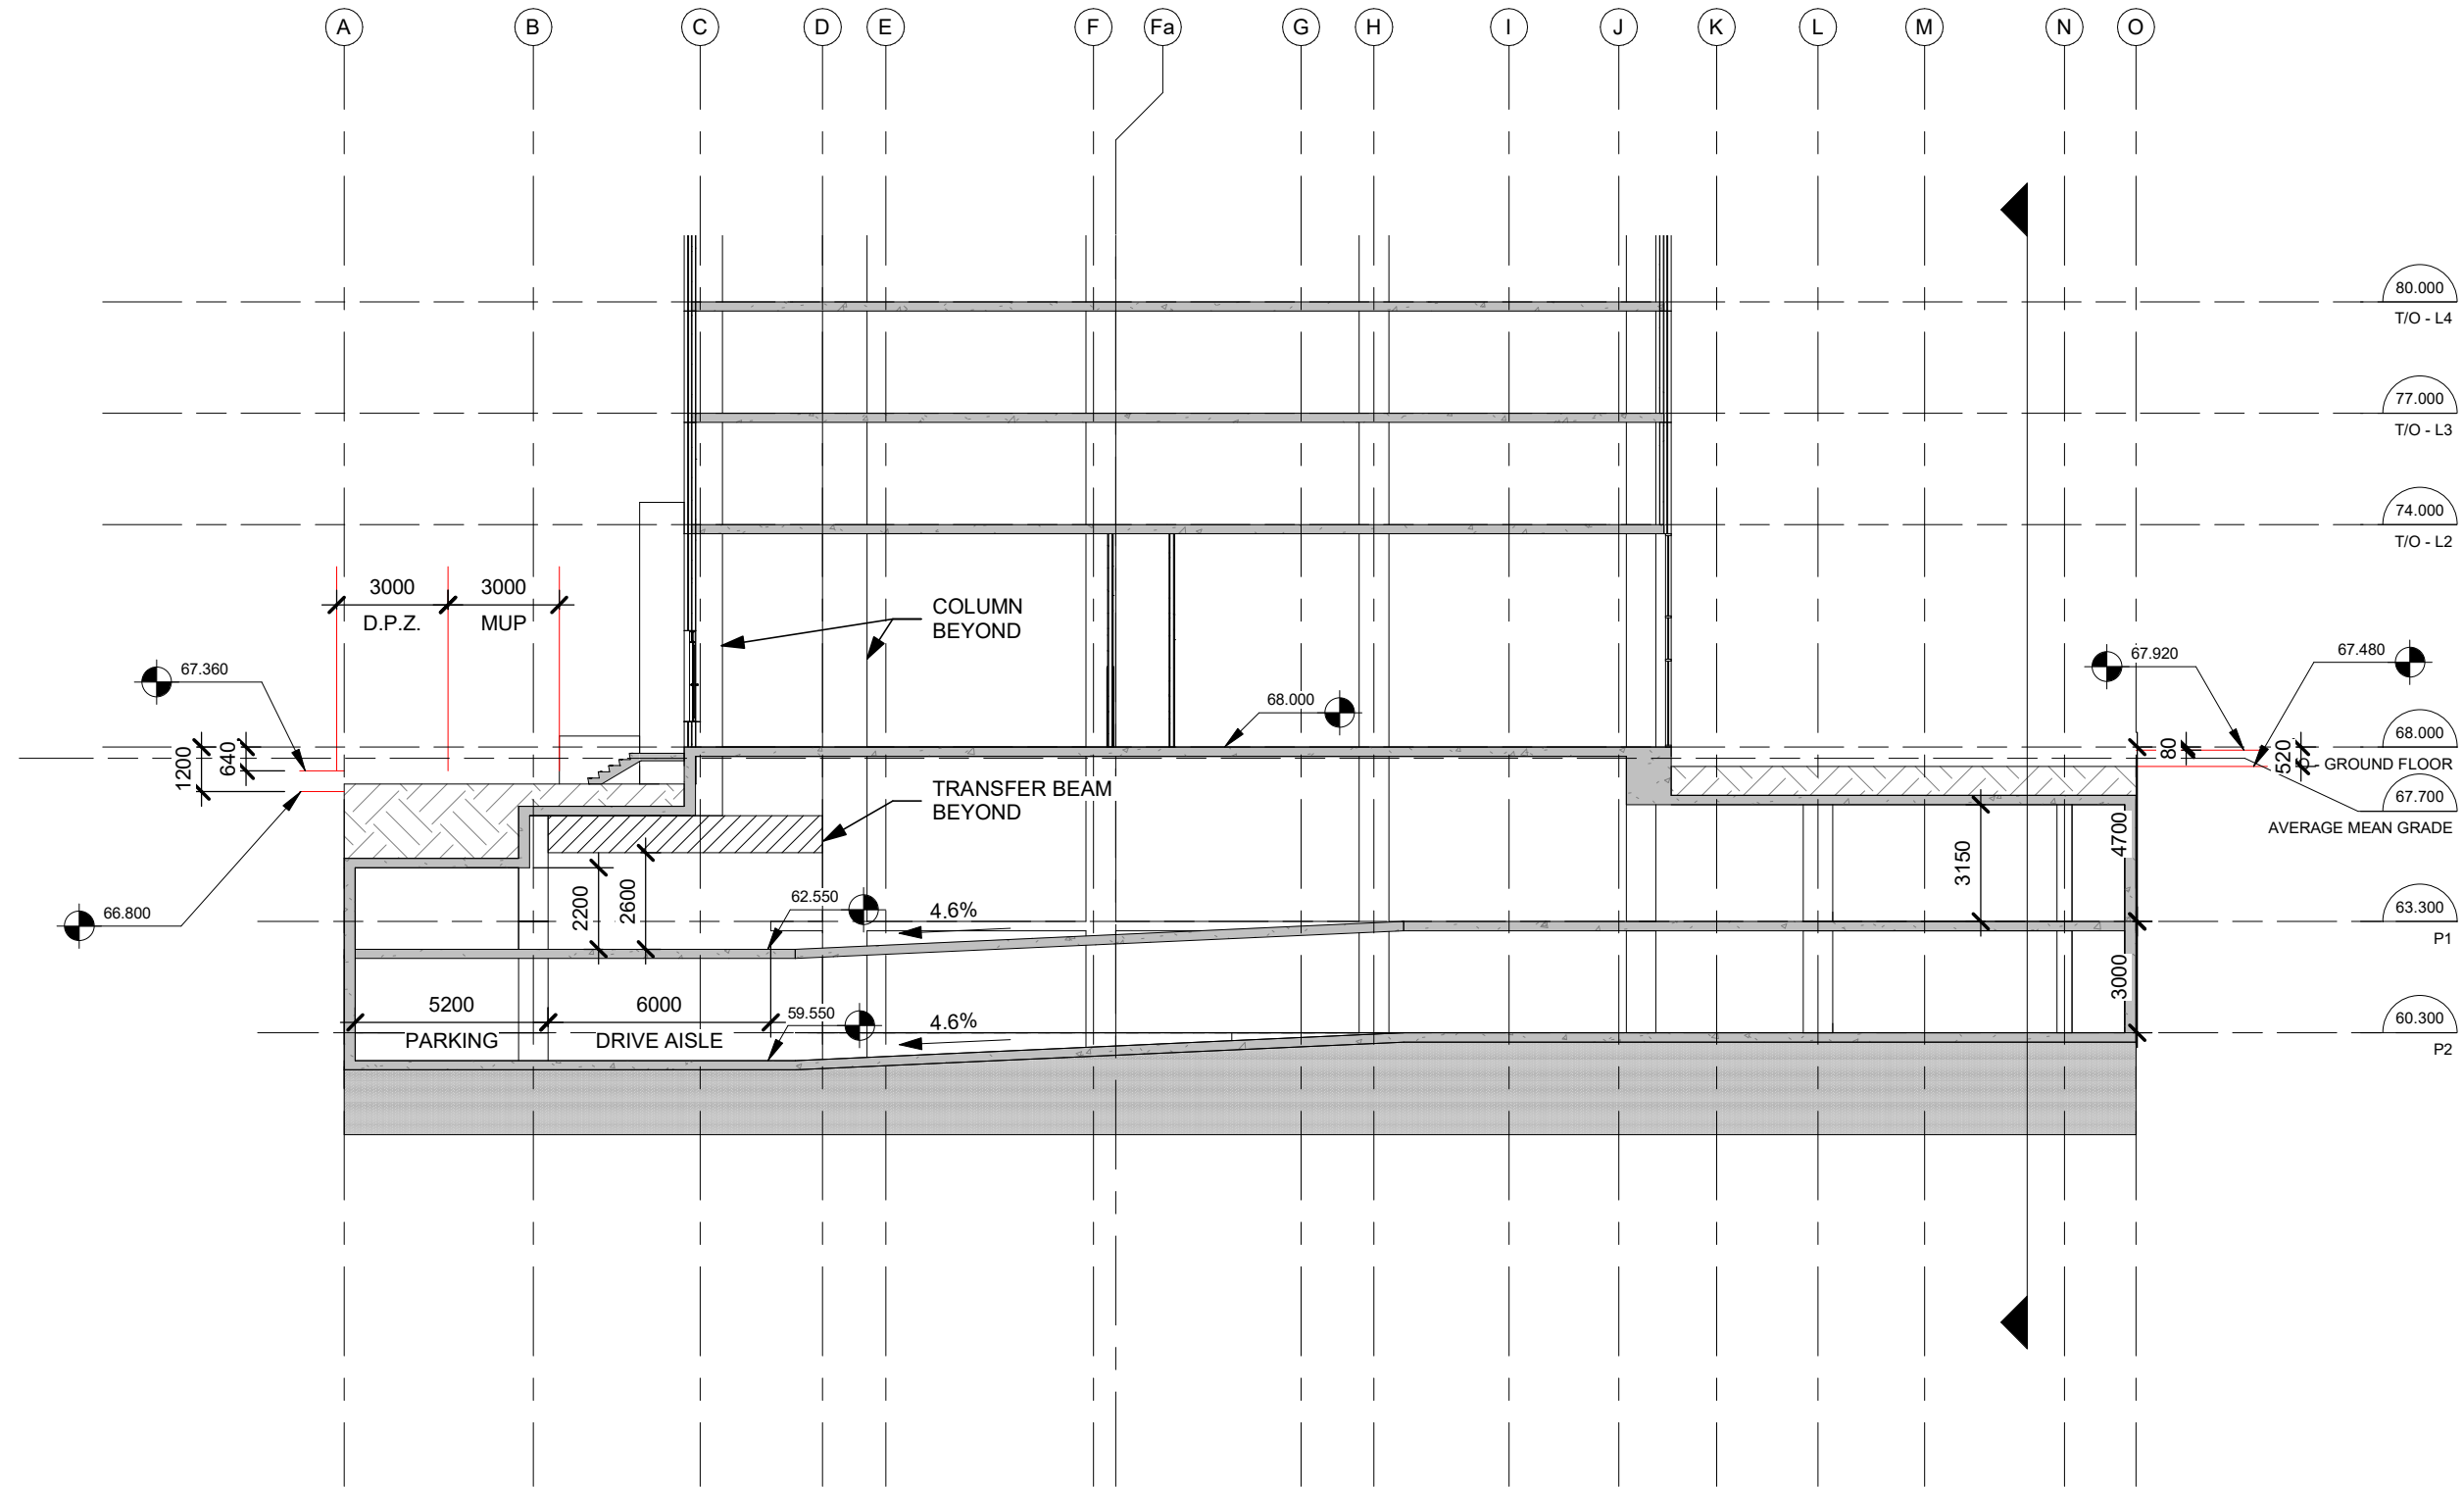 A B C D E F Fa G H I J K L M N O
80.000
T/O - L4
77.000
T/O - L3
74.000
T/O - L2
3000 3000
D.P.Z. MUP
COLUMN
BEYOND
67.360
67.920
67.480
68.000
68.000
1200
640
80
520
- GROUND FLOOR
TRANSFER BEAM
BEYOND
67.700
AVERAGE MEAN GRADE
4700
3150
66.800
2200
2600
62.550
4.6%
63.300
P1
3000
5200 6000
PARKING DRIVE AISLE
59.550
4.6%
60.300
P2